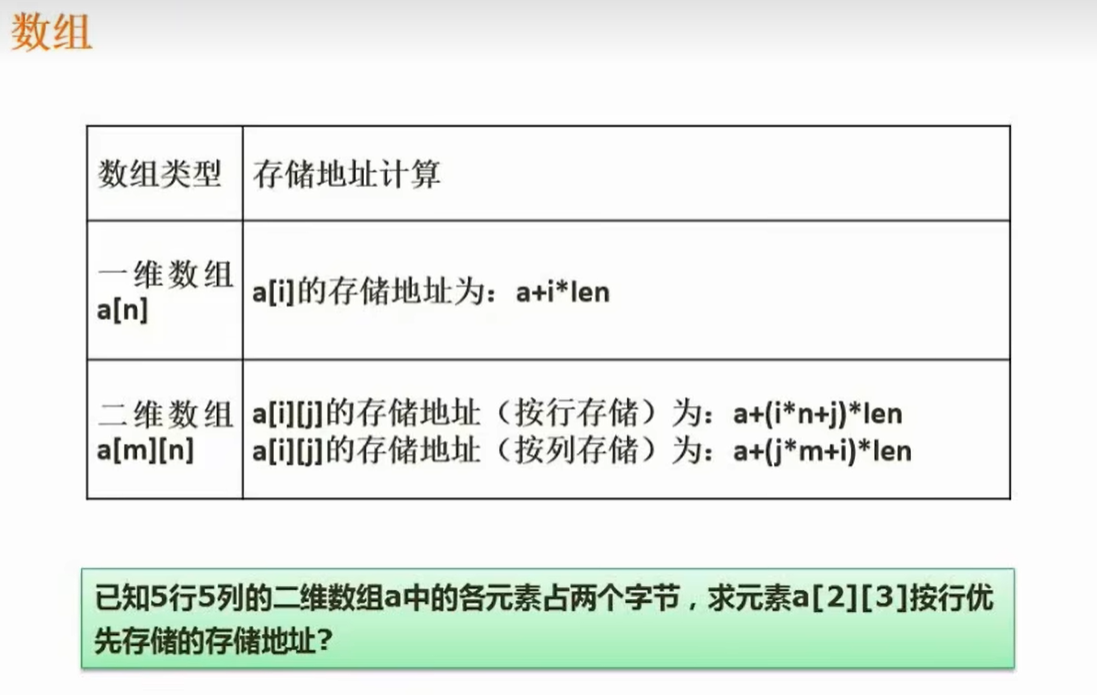 数组
数组类型
存储地址计算
一维数组
a[n]
a[i]的存储地址为：a+i*len
二维数组
a[m][n]
a[i][j]的存储地址（按行存储）为：a+(i*n+j)*len
a[i][j]的存储地址（按列存储）为：a+(j*m+i)*len
已知5行5列的二维数组a中的各元素占两个字节，求元素a[2][3]按行优
先存储的存储地址?